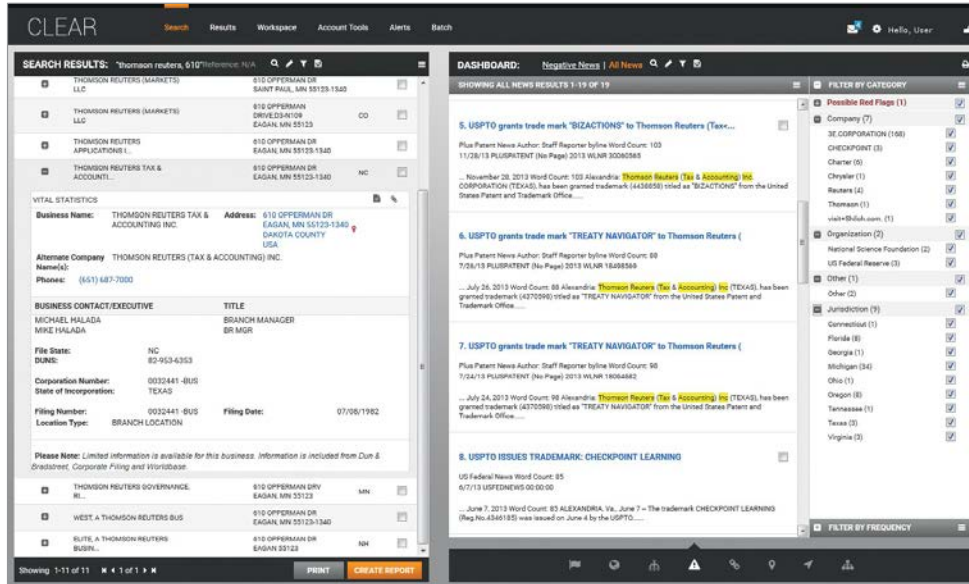 CLEAR
Search Results Workspace Account Tools Alerts Batch
Hello, User
SEARCH RESULTS: "thomson reuters, 610"Reference: N/A
THOMSON REUTERS (MARKETS) LLC
610 OPPERMAN DR
SAINT PAUL, MN 55123-1340
THOMSON REUTERS (MARKETS) LLC
610 OPPERMAN
DRIVE;D3-N109
EAGAN, MN 55123
CO
THOMSON REUTERS
APPLICATIONS I...
610 OPPERMAN DR
EAGAN, MN 55123
THOMSON REUTERS TAX &
ACCOUNTI...
610 OPPERMAN DR
EAGAN, MN 55123-1340
NC
VITAL STATISTICS
Business Name: THOMSON REUTERS TAX &
ACCOUNTING INC.
Address: 610 OPPERMAN DR
EAGAN, MN 55123-1340
DAKOTA COUNTY
USA
Alternate Company Name(s): THOMSON REUTERS (TAX & ACCOUNTING) INC.
Phones: (651) 687-7000
BUSINESS CONTACT/EXECUTIVE TITLE
MICHAEL HALADA BRANCH MANAGER
MIKE HALADA BR MGR
File State: NC
DUNS: 82-953-6353
Corporation Number: 0032441 -BUS
State of Incorporation: TEXAS
Filing Number: 0032441 -BUS Filing Date: 07/06/1982
Location Type: BRANCH LOCATION
Please Note: Limited information is available for this business. Information is included from Dun &
Bradstreet, Corporate Filing and Worldbase.
THOMSON REUTERS GOVERNANCE,
RI...
610 OPPERMAN DRV
EAGAN, MN 55123
MN
WEST, A THOMSON REUTERS BUS
610 OPPERMAN DR
EAGAN, MN 55123-1340
ELITE, A THOMSON REUTERS
BUSIN...
610 OPPERMAN DR
EAGAN 55123
NH
Showing 1-11 of 11 1 of 1
PRINT CREATE REPORT
DASHBOARD: Negative News | All News
SHOWING ALL NEWS RESULTS 1-19 OF 19
5. USPTO grants trade mark "BIZACTIONS" to Thomson Reuters (Tax<...
Plus Patent News Author: Staff Reporter byline Word Count: 103
11/28/13 PLUSPATENT (No Page) 2013 WLNR 30060565
... November 28, 2013 Word Count: 103 Alexandria: Thomson Reuters (Tax & Accounting) Inc.
CORPORATION (TEXAS), has been granted trademark (4438658) titled as "BIZACTIONS" from the United
States Patent and Trademark Office......
6. USPTO grants trade mark "TREATY NAVIGATOR" to Thomson Reuters (
Plus Patent News Author: Staff Reporter byline Word Count: 88
7/26/13 PLUSPATENT (No Page) 2013 WLNR 18498569
... July 26, 2013 Word Count: 88 Alexandria: Thomson Reuters (Tax & Accounting) Inc (TEXAS), has been
granted trademark (4370598) titled as "TREATY NAVIGATOR" from the United States Patent and
Trademark Office......
7. USPTO grants trade mark "TREATY NAVIGATOR" to Thomson Reuters (
Plus Patent News Author: Staff Reporter byline Word Count: 98
7/24/13 PLUSPATENT (No Page) 2013 WLNR 18064682
... July 24, 2013 Word Count: 98 Alexandria: Thomson Reuters (Tax & Accounting) Inc (TEXAS), has been
granted trademark (4370598) titled as "TREATY NAVIGATOR" from the United States Patent and
Trademark Office......
8. USPTO ISSUES TRADEMARK: CHECKPOINT LEARNING
US Federal News Word Count: 85
6/7/13 USFEDNEWS 00:00:00
... June 7, 2013 Word Count: 83 ALEXANDRIA, Va., June 7 -- The trademark CHECKPOINT LEARNING
(Reg.No.4346185) was issued on June 4 by the USPTO......
FILTER BY CATEGORY
Possible Red Flags (1)
Company (7)
3E CORPORATION (168)
CHECKPOINT (3)
Charter (6)
Chrysler (1)
Reuters (4)
Thomson (1)
visit+Shiloh.com. (1)
Organization (2)
National Science Foundation (2)
US Federal Reserve (3)
Other (1)
Other (2)
Jurisdiction (9)
Connecticut (1)
Florida (8)
Georgia (1)
Michigan (34)
Ohio (1)
Oregon (8)
Tennessee (1)
Texas (3)
Virginia (3)
FILTER BY FREQUENCY